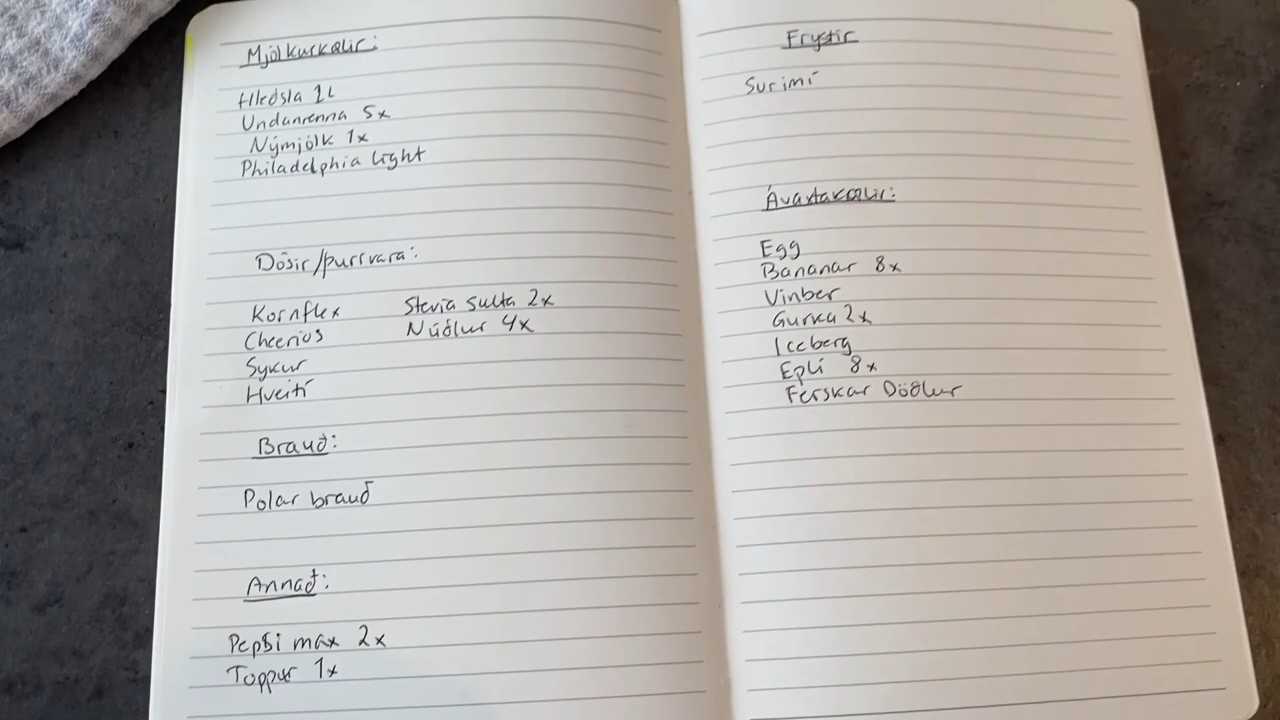 Mjólkurkælir:
Hleðsla 1L
Undanrenna 5x
Nýmjólk 1x
Philadelphia light
Dósir/þurrvara:
Kornflex Stevia sulta 2x
Cheerios Núðlur 4x
Sykur
Hveiti
Brauð:
Polar brauð
Annað:
Pepsi max 2x
Toppur 1x
Frystir
Surimi
Ávaxtakælir:
Egg
Bananar 8x
Vínber
Gurka 2x
Iceberg
Epli 8x
Ferskar Döðlur